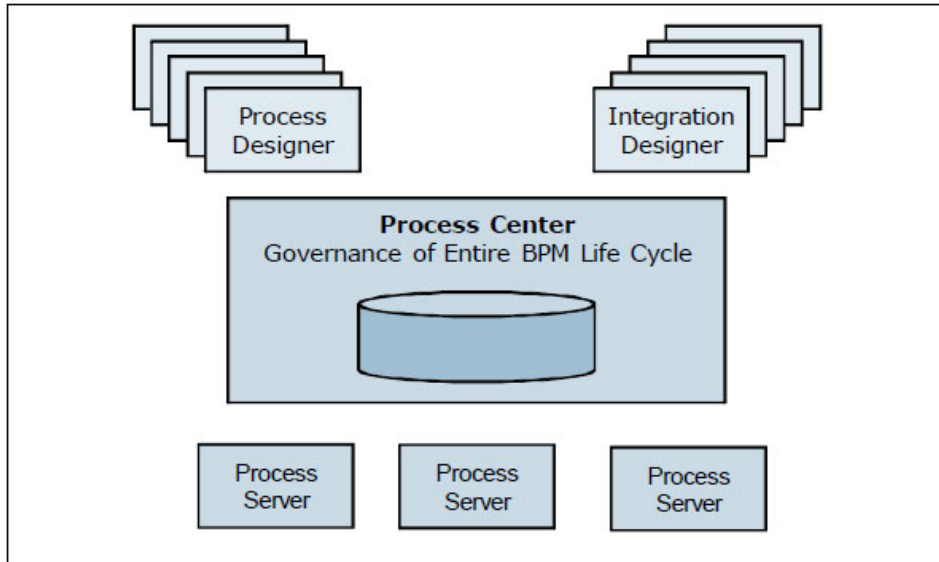 Process
Designer
Integration
Designer
Process Center
Governance of Entire BPM Life Cycle
Process
Server
Process
Server
Process
Server